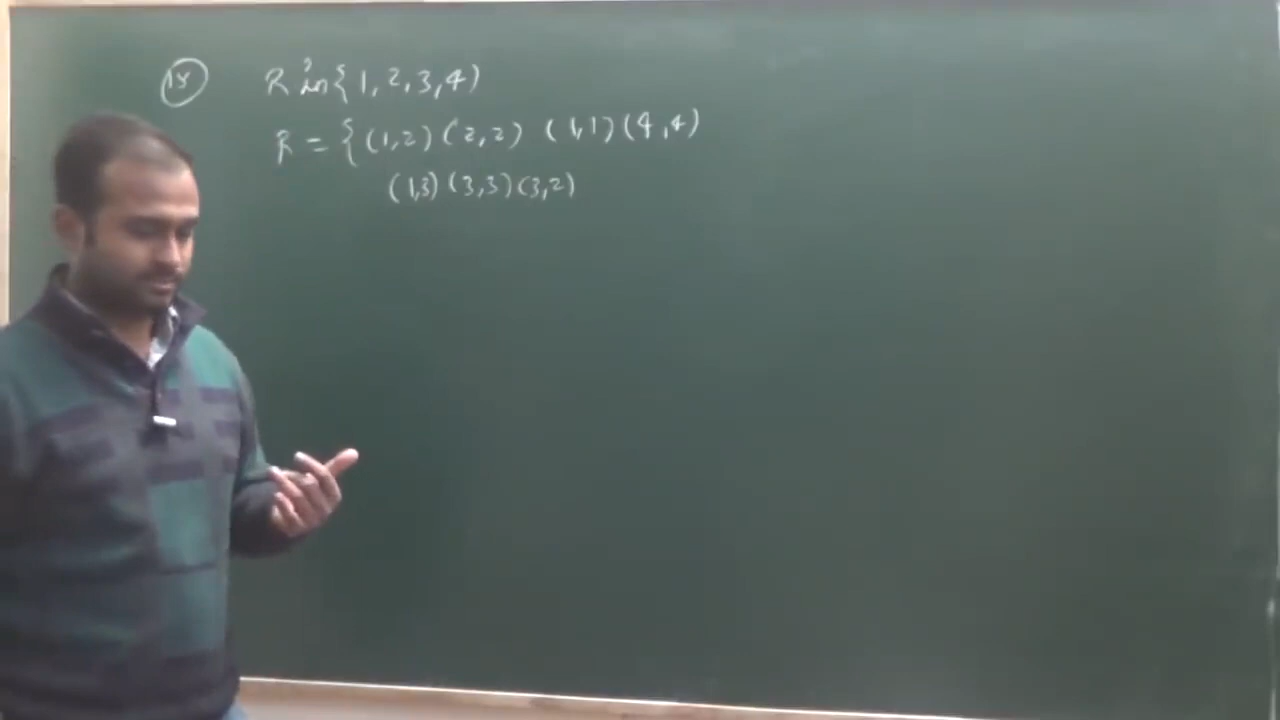 15 R in {1,2,3,4}
R = {(1,2) (2,2) (1,1) (4,4)
(1,3) (3,3) (3,2)